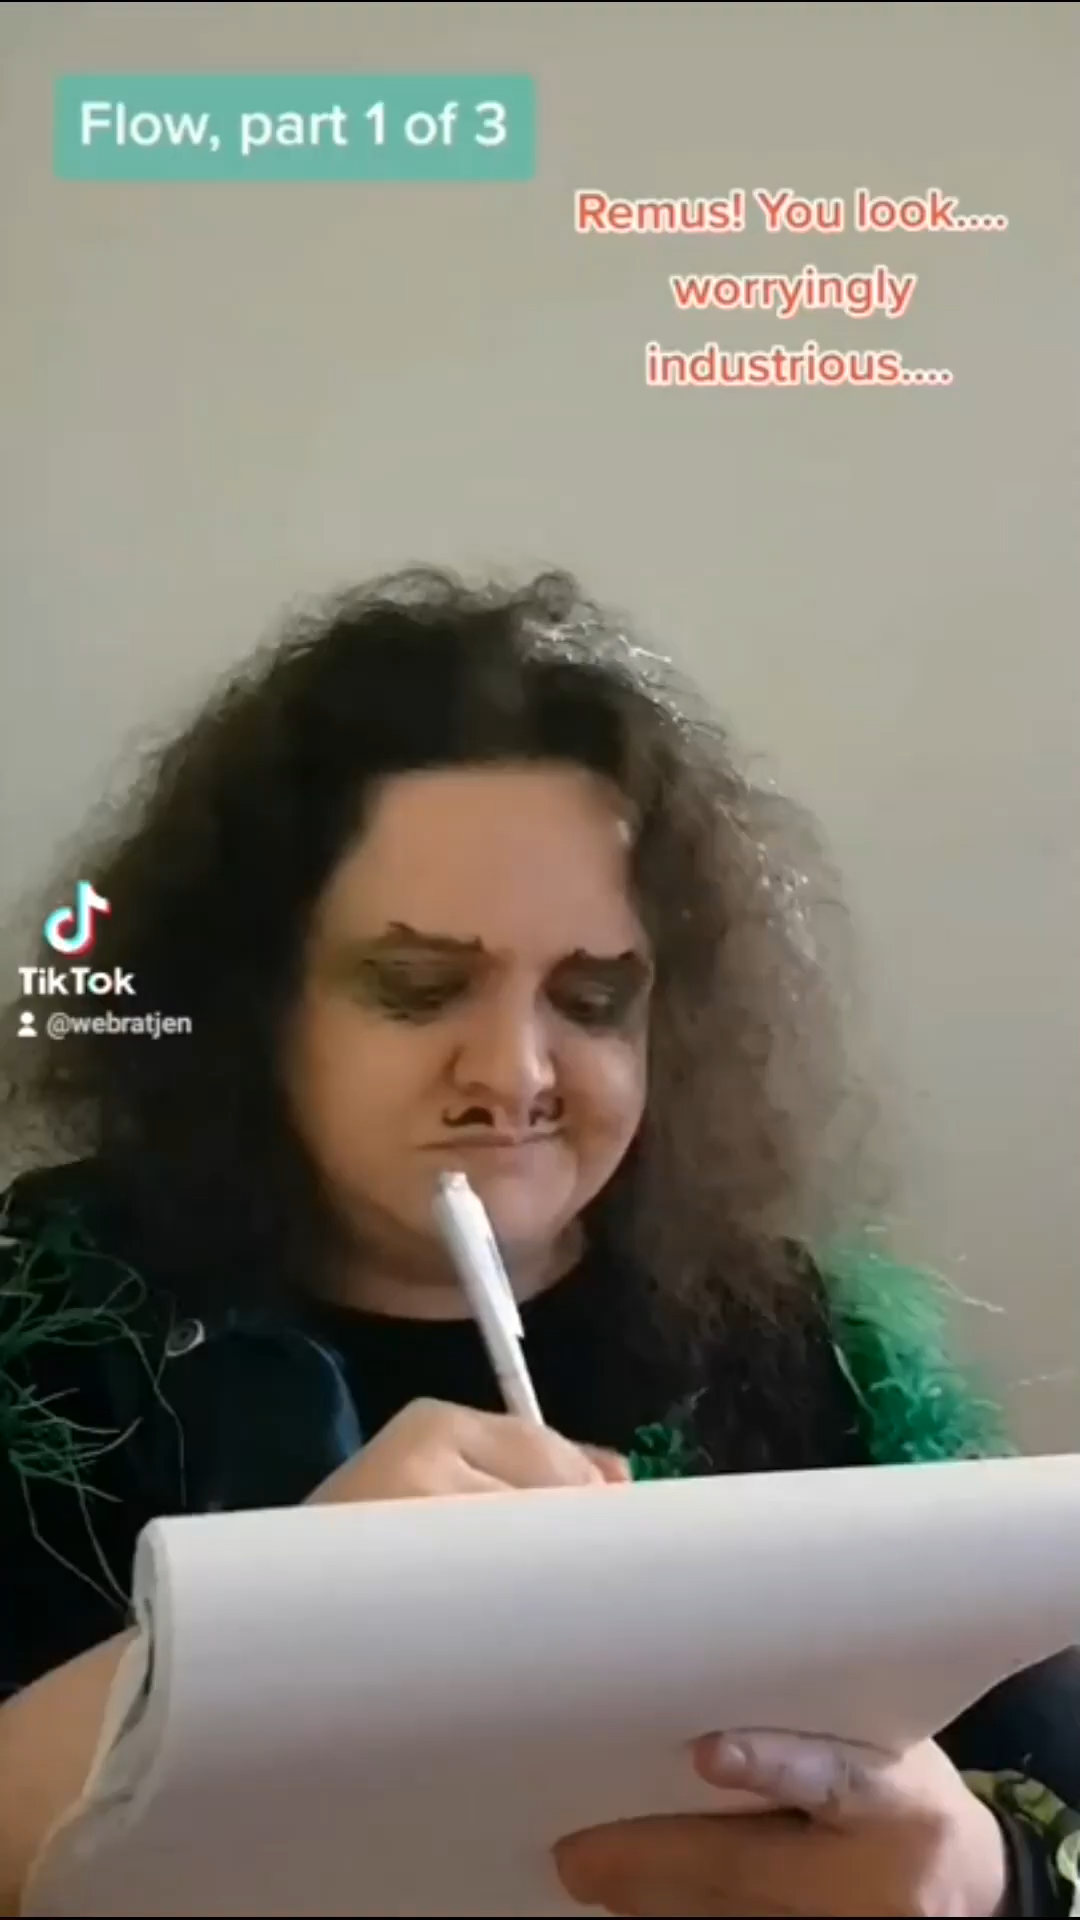 Flow, part 1 of 3
Remus! You look....
worryingly
industrious....
TikTok
@webratjen